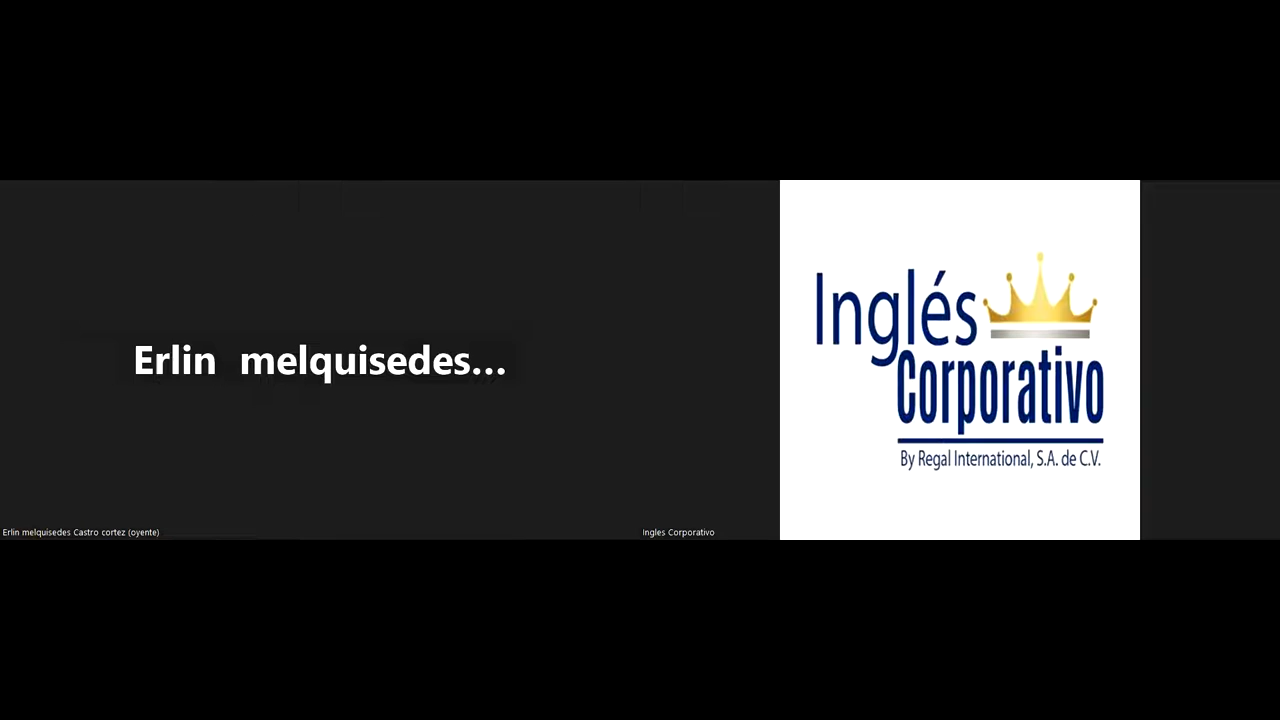 Erlin melquisedes...
Erlin melquisedes Castro cortez (oyente)
Inglés
Corporativo
By Regal International, S.A. de C.V.
Ingles Corporativo